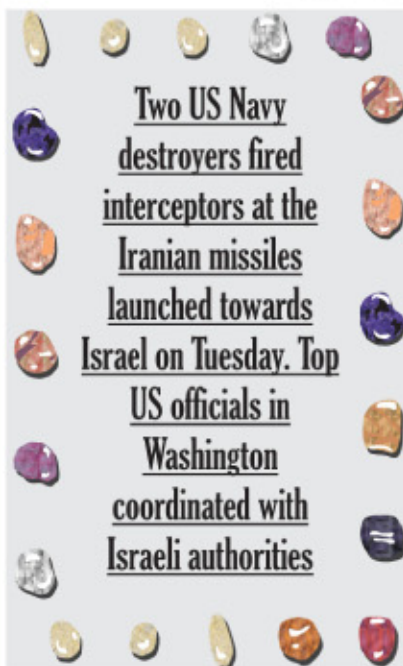 Two US Navy
destroyers fired
interceptors at the
Iranian missiles
launched towards
Israel on Tuesday. Top
US officials in
Washington
coordinated with
Israeli authorities